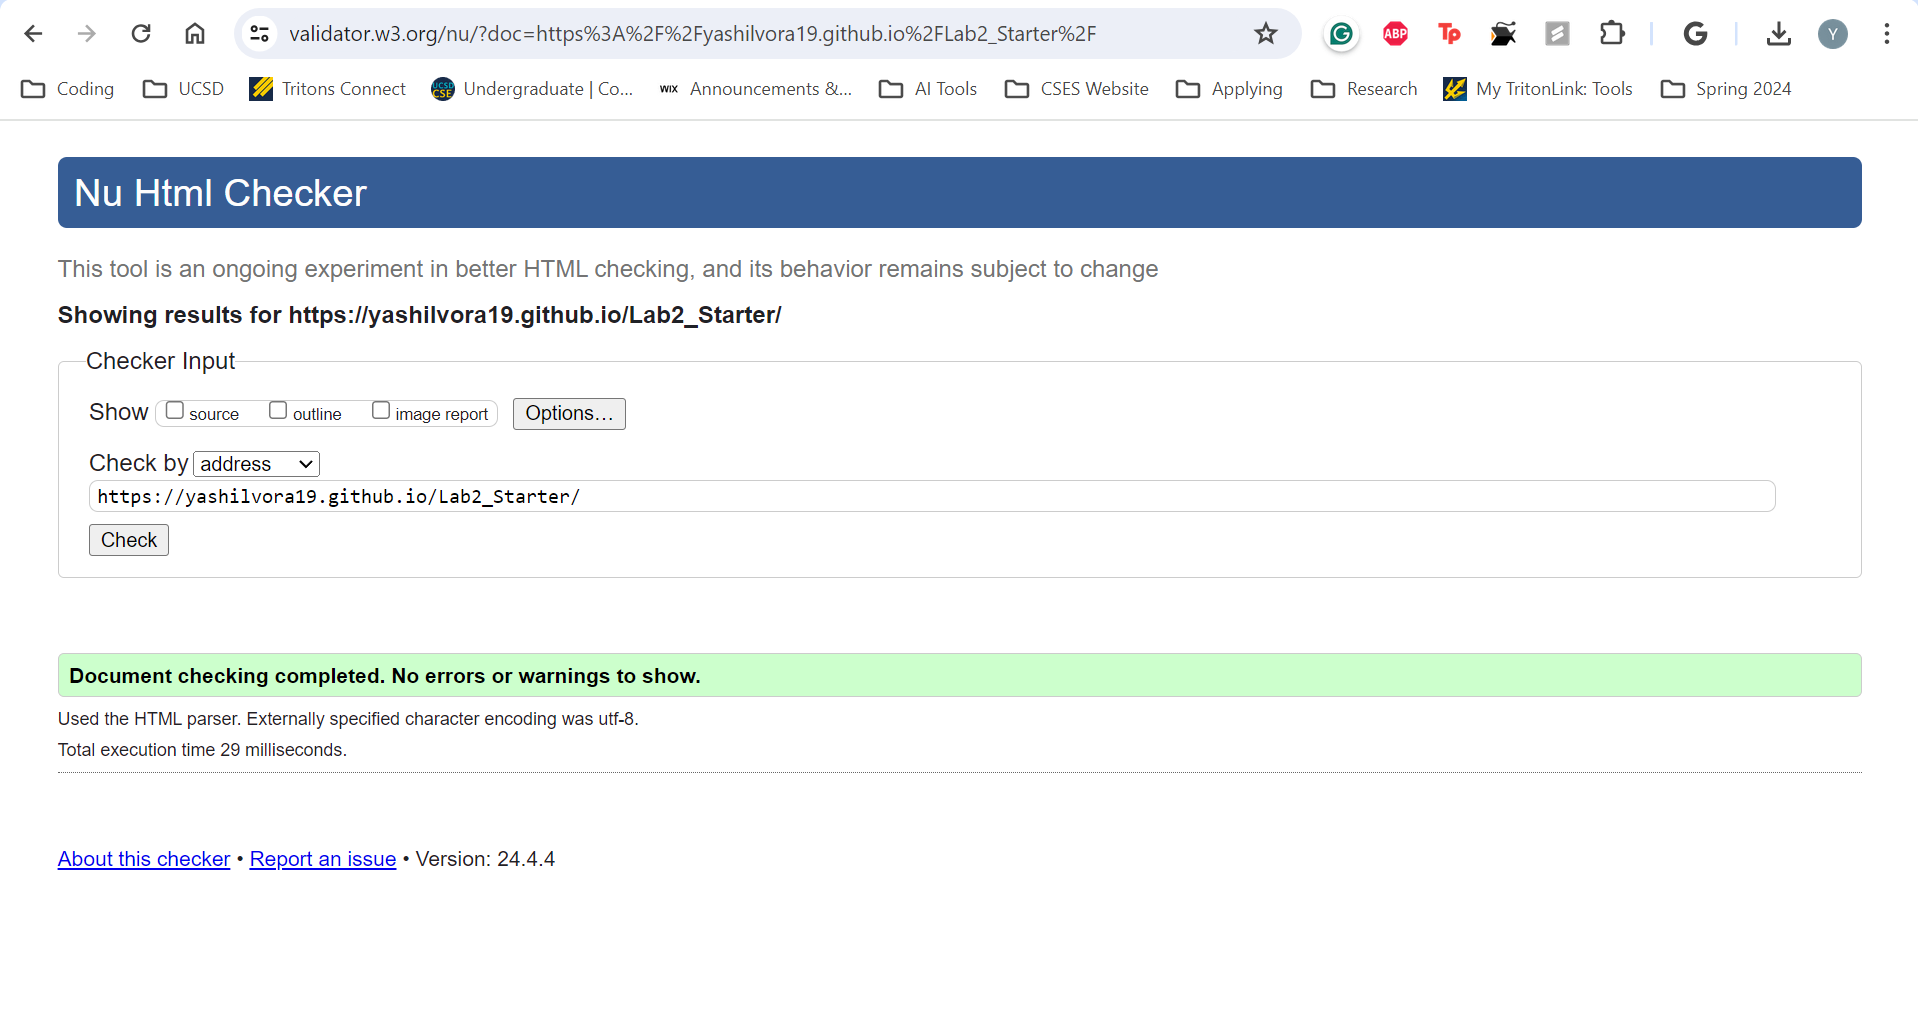 validator.w3.org/nu/?doc=https%3A%2F%2Fyashilvora19.github.io%2FLab2_Starter%2F
ABP
Tp
G
Y
Coding
UCSD
Tritons Connect
UCSD CSE
Undergraduate | Co...
WIX
Announcements &...
AI Tools
CSES Website
Applying
Research
My TritonLink: Tools
Spring 2024
Nu Html Checker
This tool is an ongoing experiment in better HTML checking, and its behavior remains subject to change
Showing results for https://yashilvora19.github.io/Lab2_Starter/
Checker Input
Show source outline image report Options...
Check by address
https://yashilvora19.github.io/Lab2_Starter/
Check
Document checking completed. No errors or warnings to show.
Used the HTML parser. Externally specified character encoding was utf-8.
Total execution time 29 milliseconds.
About this checker • Report an issue • Version: 24.4.4